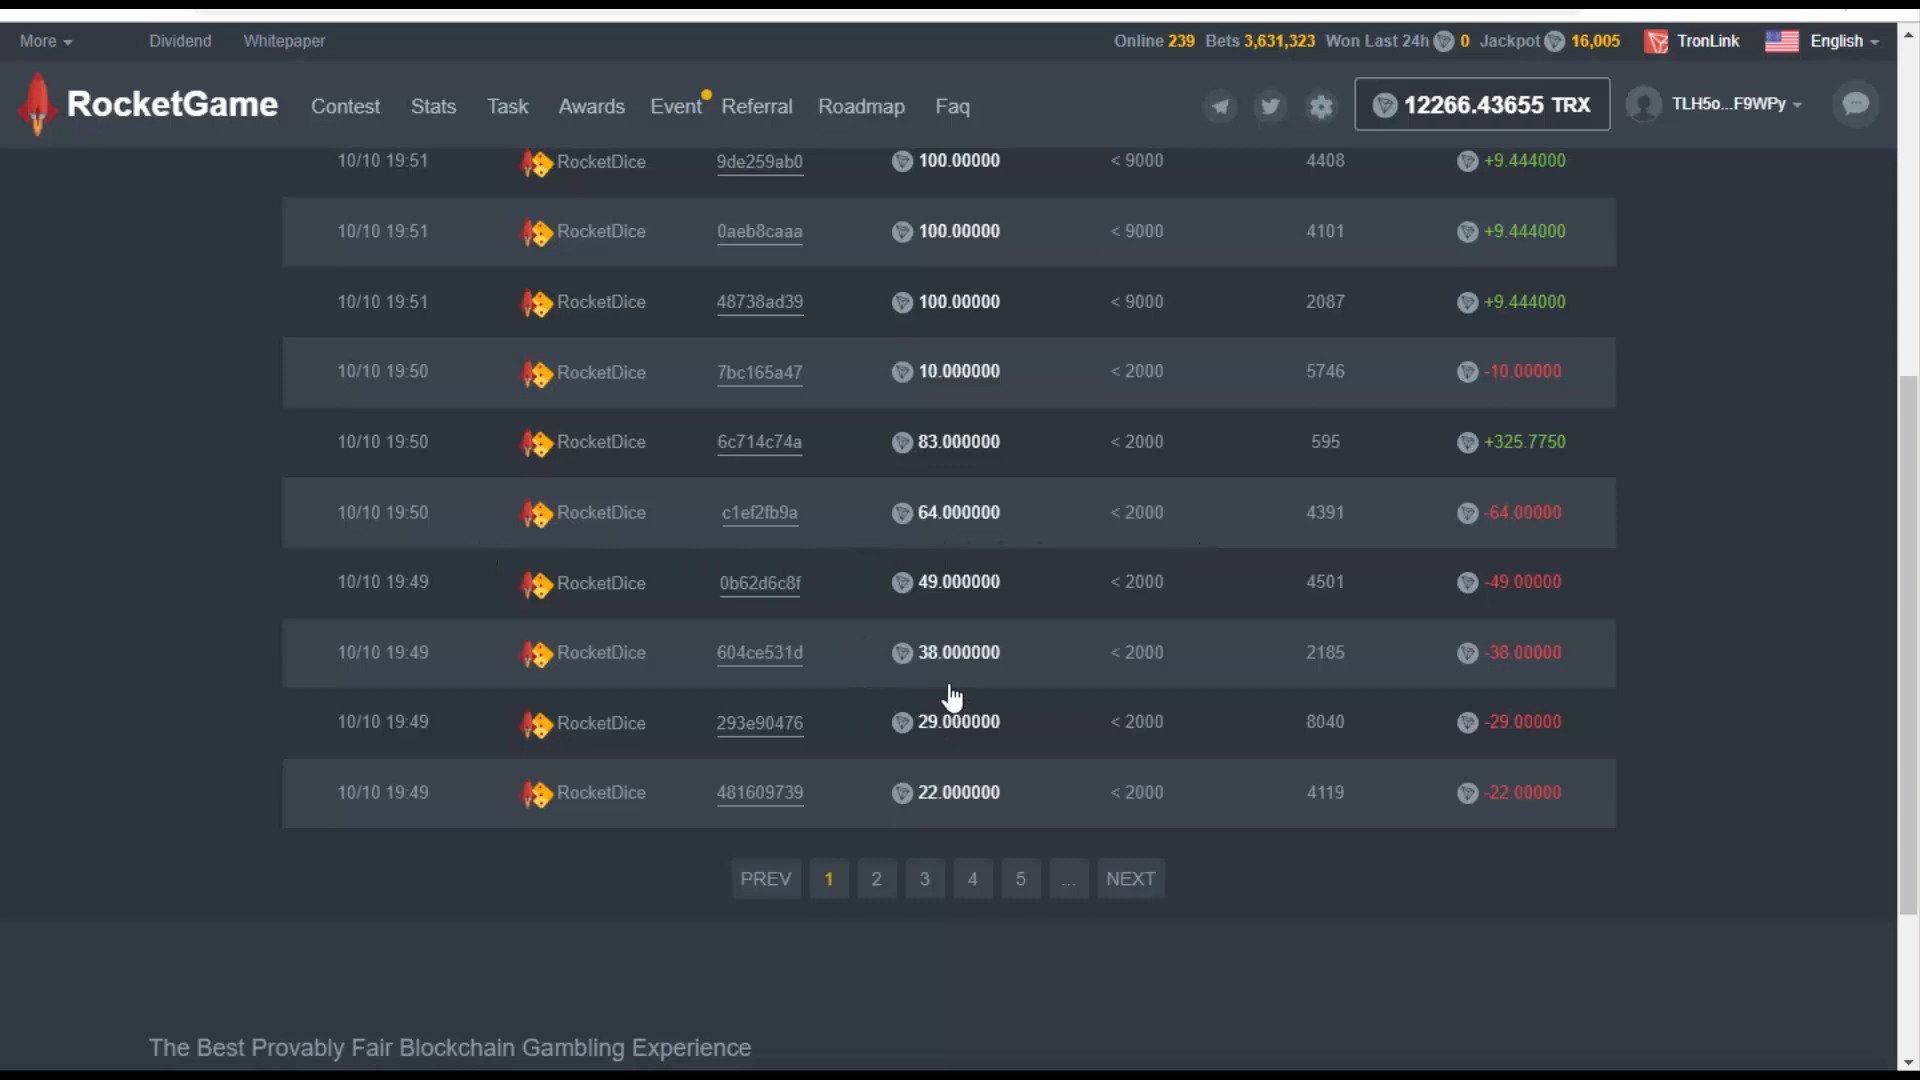 More Dividend Whitepaper Online 239 Bets 3,631,323 Won Last 24h 0 Jackpot 16,005 TronLink English
RocketGame Contest Stats Task Awards Event Referral Roadmap Faq 12266.43655 TRX TLH5o...F9WPy
10/10 19:51 RocketDice 9de259ab0 100.00000 < 9000 4408 +9.444000
10/10 19:51 RocketDice 0aeb8caaa 100.00000 < 9000 4101 +9.444000
10/10 19:51 RocketDice 48738ad39 100.00000 < 9000 2087 +9.444000
10/10 19:50 RocketDice 7bc165a47 10.000000 < 2000 5746 -10.00000
10/10 19:50 RocketDice 6c714c74a 83.000000 < 2000 595 +325.7750
10/10 19:50 RocketDice c1ef2fb9a 64.000000 < 2000 4391 -64.00000
10/10 19:49 RocketDice 0b62d6c8f 49.000000 < 2000 4501 -49.00000
10/10 19:49 RocketDice 604ce531d 38.000000 < 2000 2185 -38.00000
10/10 19:49 RocketDice 293e90476 29.000000 < 2000 8040 -29.00000
10/10 19:49 RocketDice 481609739 22.000000 < 2000 4119 -22.00000
PREV 1 2 3 4 5 ... NEXT
The Best Provably Fair Blockchain Gambling Experience